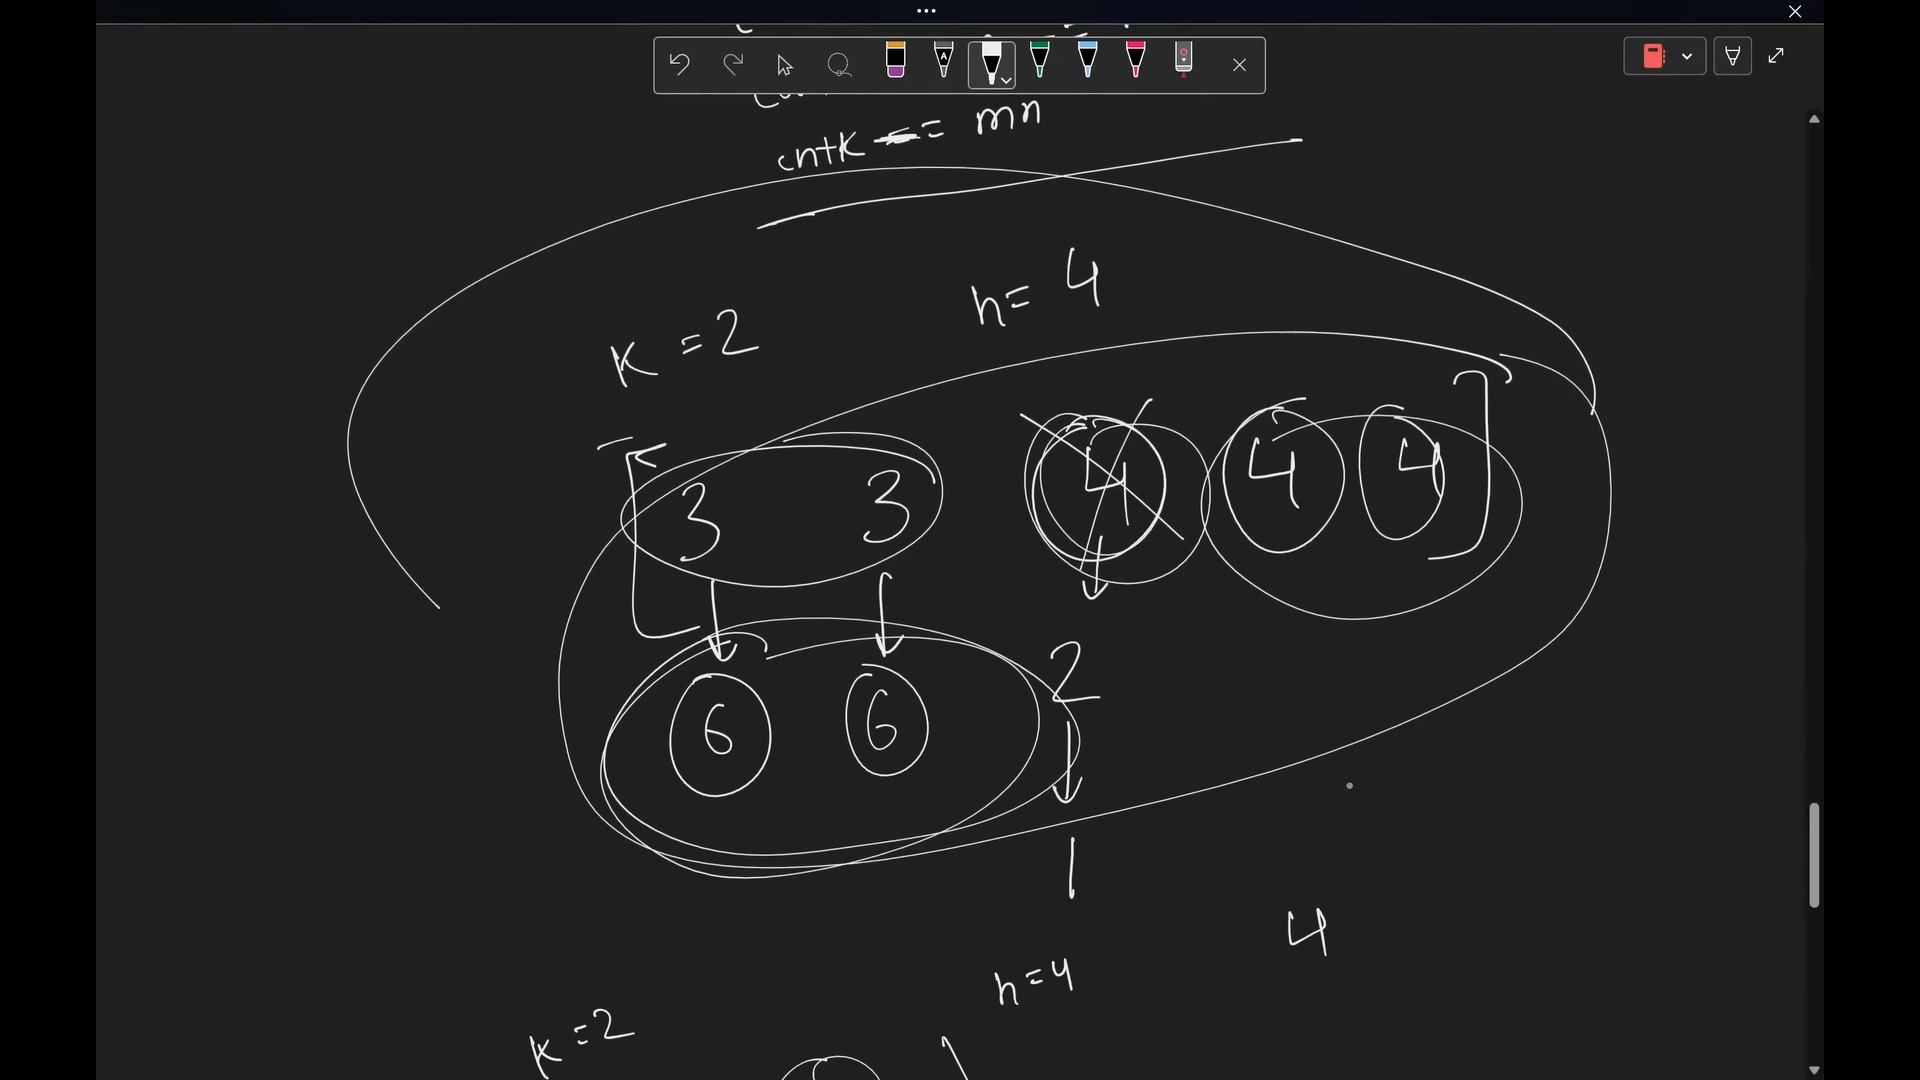 cntk = mn
h= 4
K =2
[ 3 3 4 4 4 ]
6 6 2
1
4
h=4
K=2